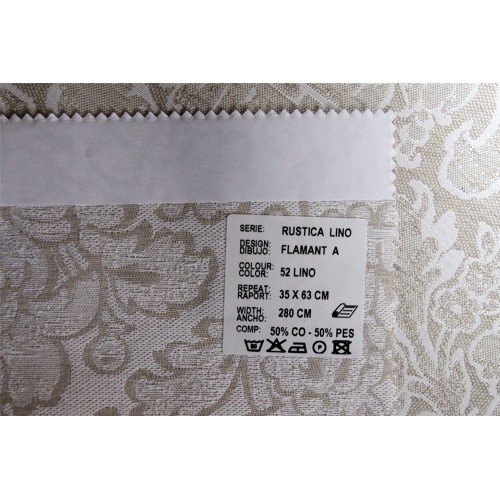 SERIE: RUSTICA LINO
DESIGN:
DIBUJO: FLAMANT A
COLOUR:
COLOR: 52 LINO
REPEAT:
RAPORT: 35 X 63 CM
WIDTH:
ANCHO: 280 CM
COMP: 50% CO - 50% PES